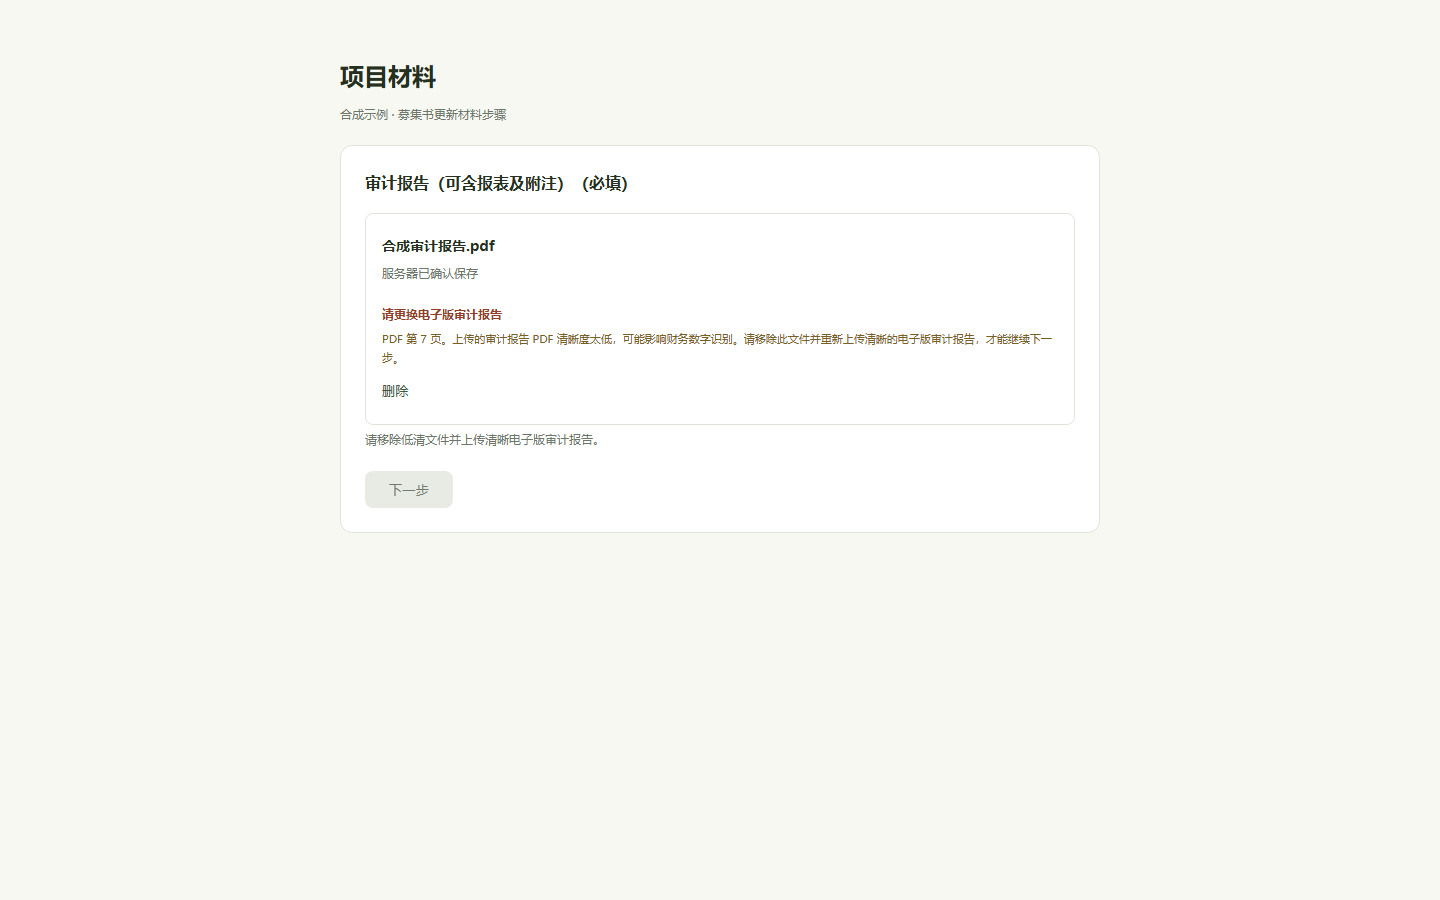 项目材料
合成示例 · 募集书更新材料步骤
审计报告（可含报表及附注）（必填）
合成审计报告.pdf
服务器已确认保存
请更换电子版审计报告
PDF 第 7 页。上传的审计报告 PDF 清晰度太低，可能影响财务数字识别。请移除此文件并重新上传清晰的电子版审计报告，才能继续下一
步。
删除
请移除低清文件并上传清晰电子版审计报告。
下一步